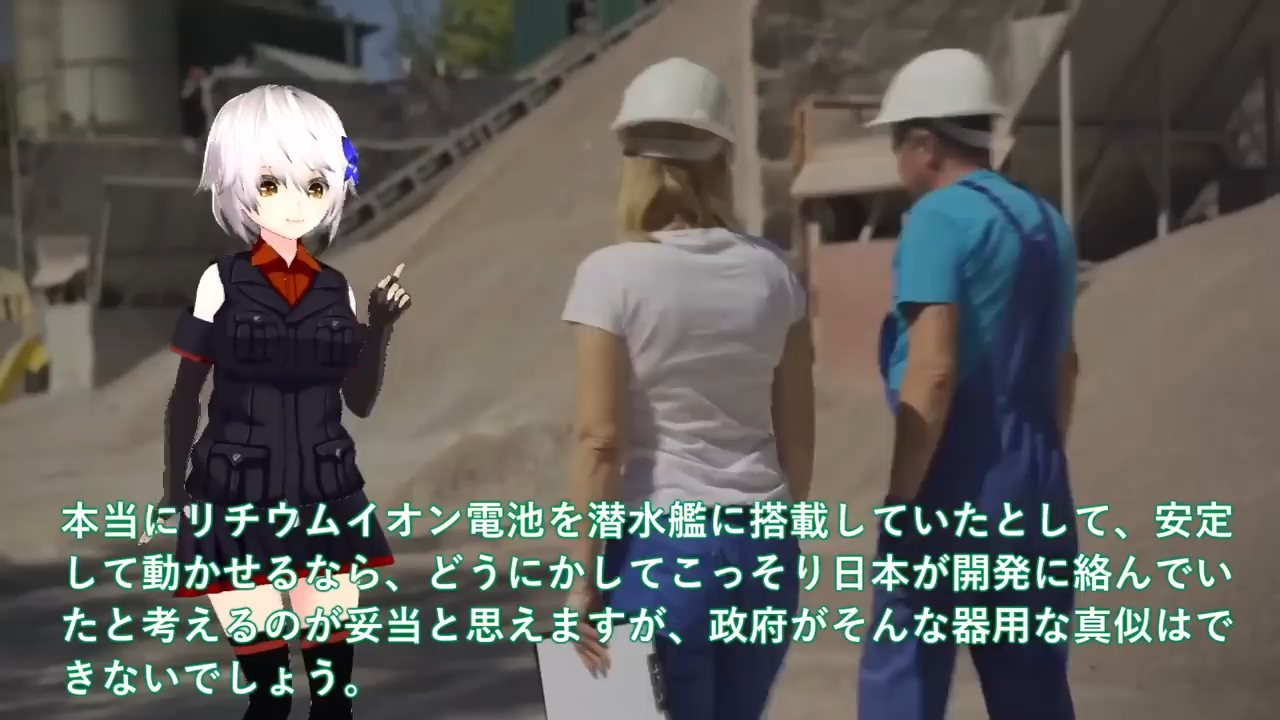 本当にリチウムイオン電池を潜水艦に搭載していたとして、安定
して動かせるなら、どうにかしてこっそり日本が開発に絡んでい
たと考えるのが妥当と思えますが、政府がそんな器用な真似はで
きないでしょう。